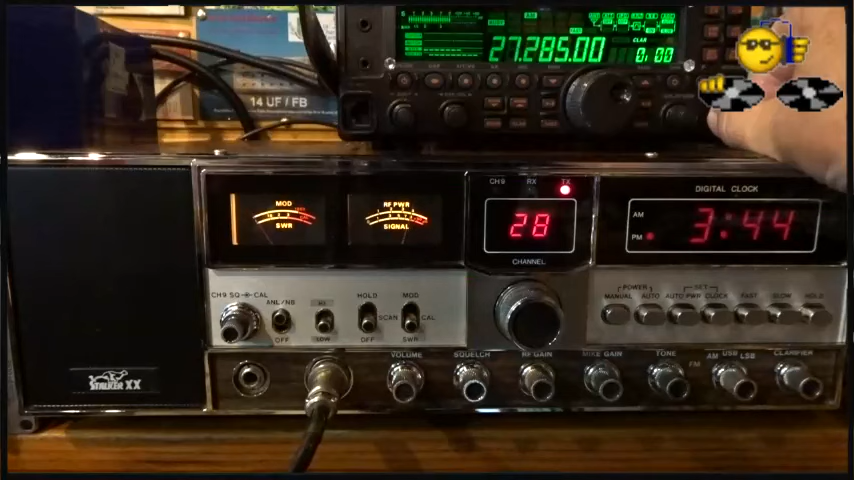 27.285.00
CLAR
0.00
14 UF / FB
CH9 RX TX
DIGITAL CLOCK
MOD
SWR
RF PWR
SIGNAL
28
CHANNEL
AM
PM
3:44
POWER
SET
MANUAL AUTO AUTO PWR CLOCK FAST SLOW HOLD
CH9 SQ CAL
ANL/NB
OFF
HI
LOW
HOLD
SCAN
OFF
MOD
CAL
SWR
VOLUME SQUELCH RF GAIN MIKE GAIN TONE
FM AM USB LSB
CLARIFIER
STALKER XX